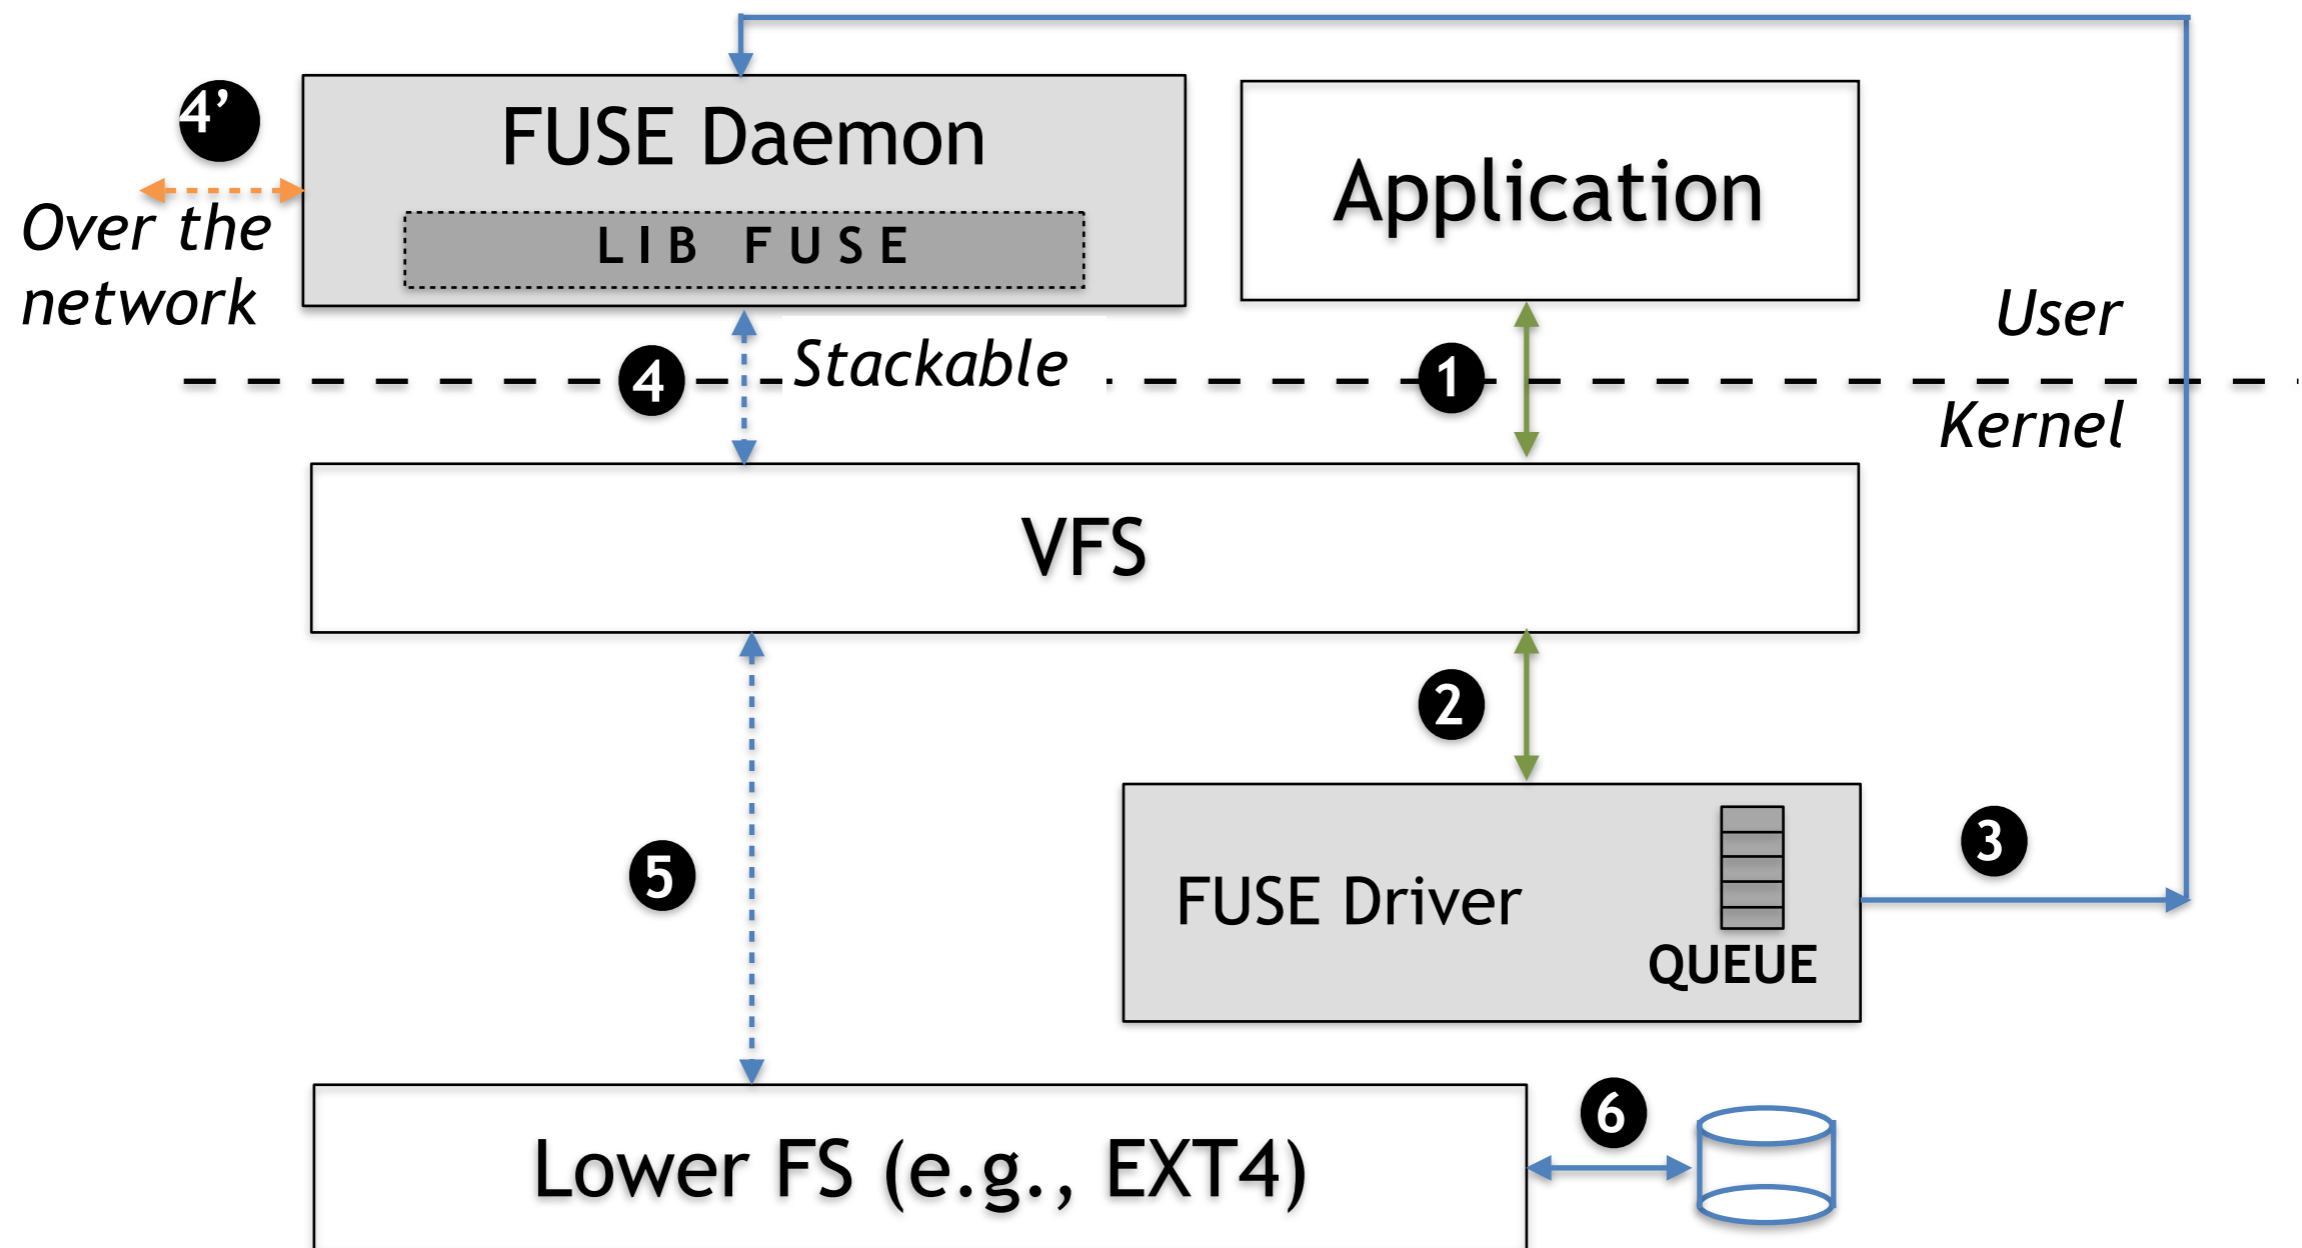 4’
FUSE Daemon
Application
Over the
network
LIB FUSE
User
4
Stackable
1
Kernel
VFS
2
3
5
FUSE Driver
QUEUE
6
Lower FS (e.g., EXT4)